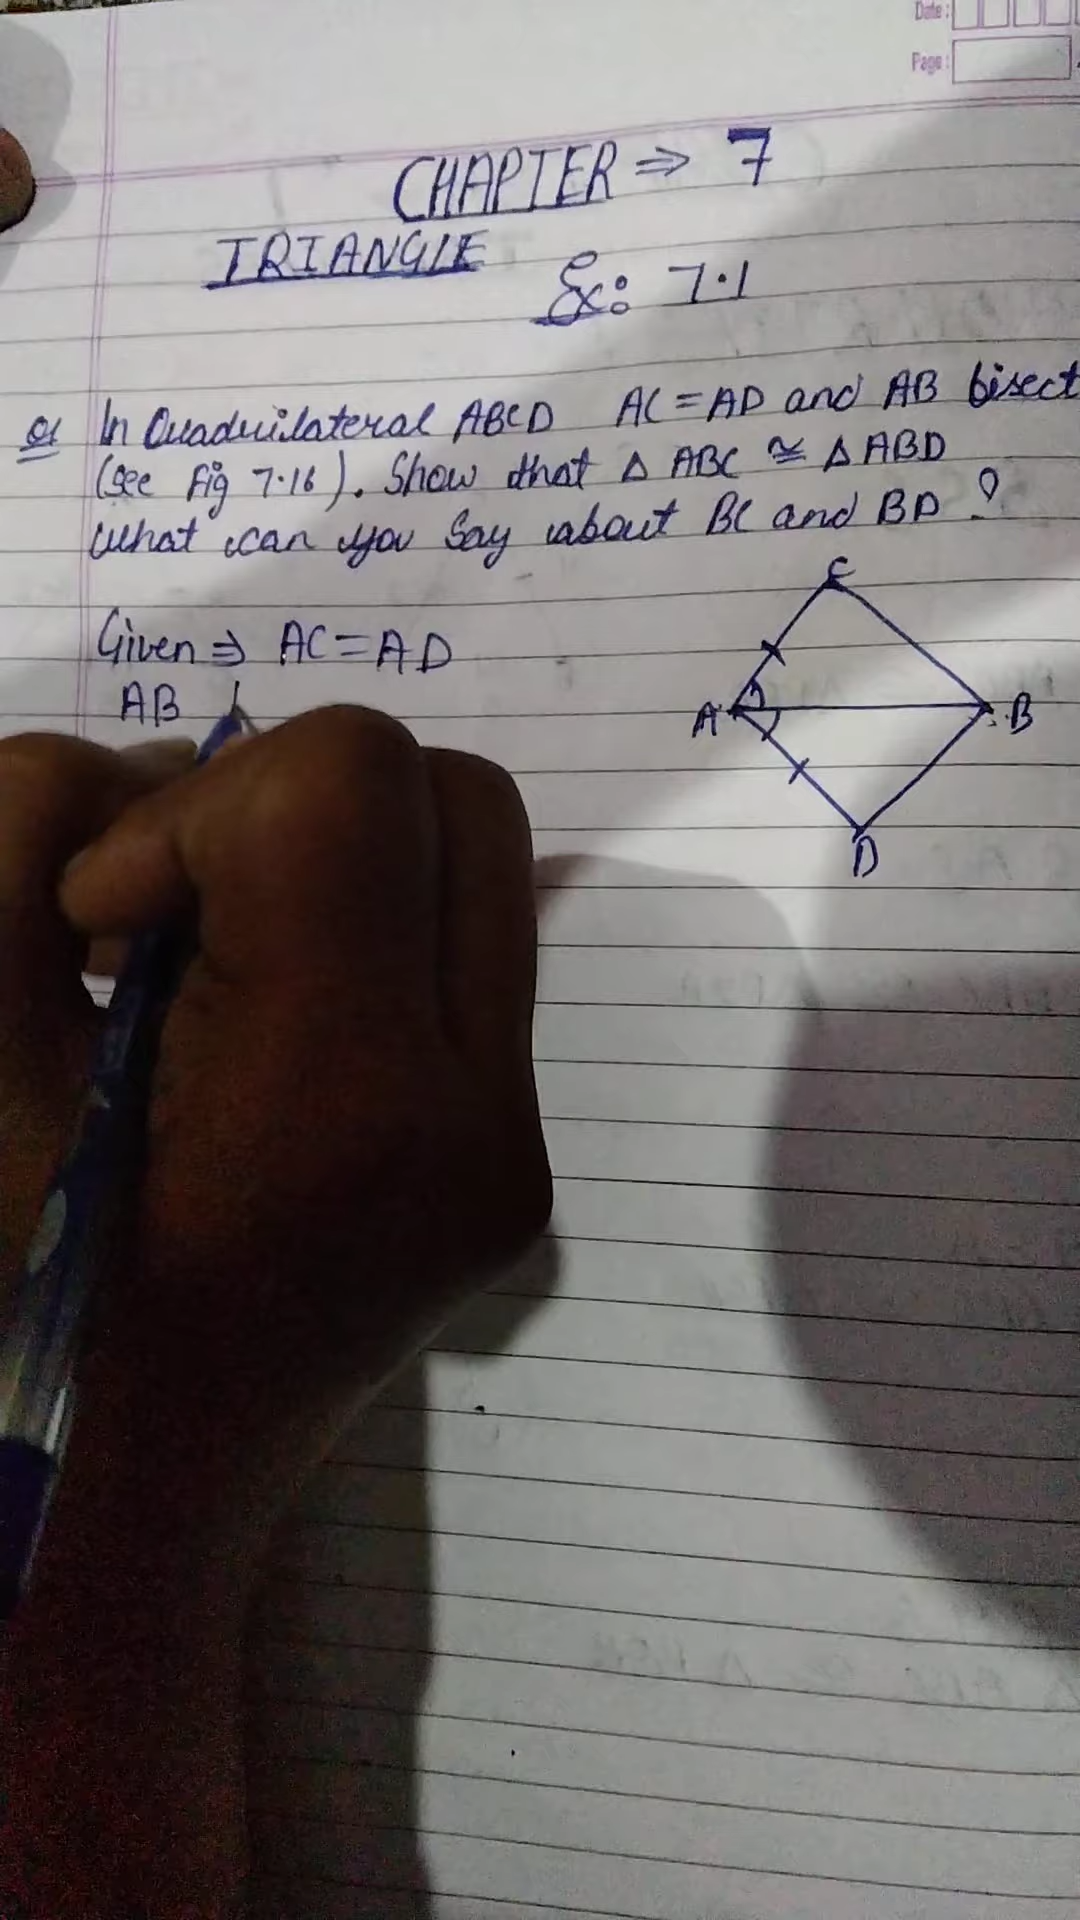 Date:
Page:
CHAPTER ⇒ 7
TRIANGLE
Ex: 7.1
Q1 In Quadrilateral ABCD AC = AD and AB bisect
(see fig 7.16). Show that Δ ABC ≅ Δ ABD
What can you Say about BC and BD ?
Given ⇒ AC = AD
AB
C
A
B
D